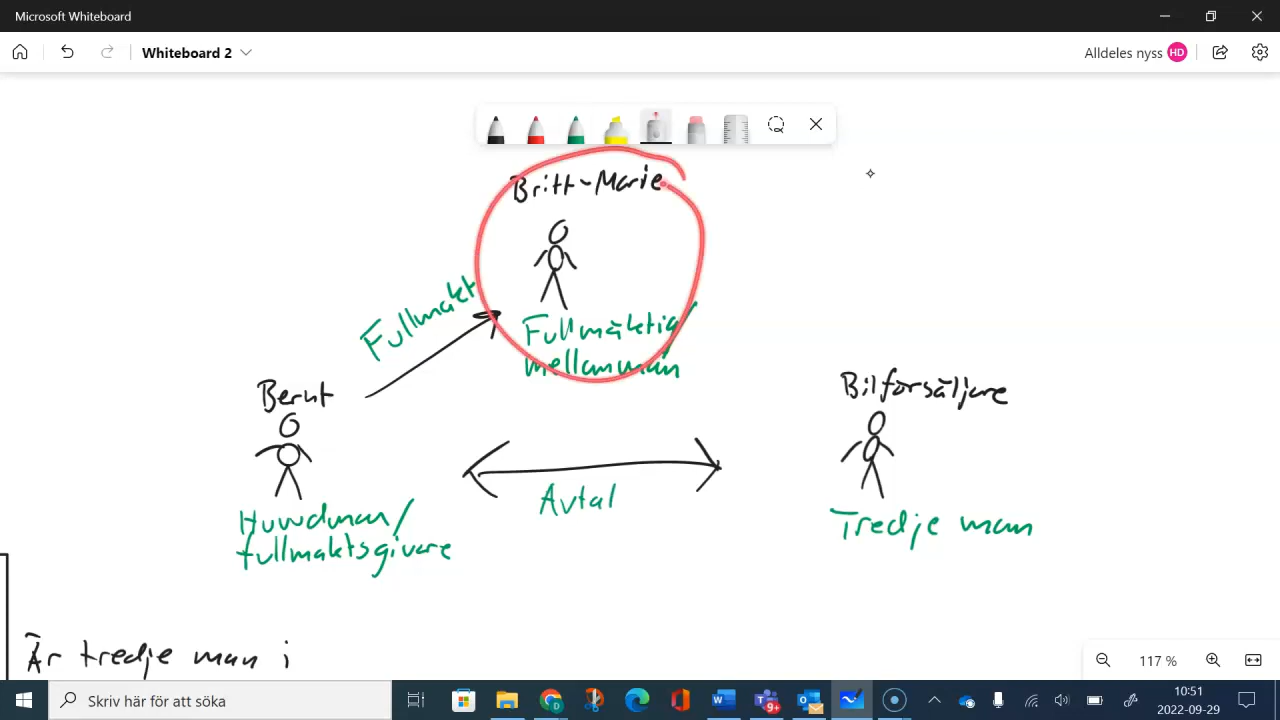 Microsoft Whiteboard
Whiteboard 2
Alldeles nyss HD
Britt-Marie
Fullmakt
Fullmäktig/
mellanman
Bernt
Bilförsäljare
Avtal
Huvudman/
fullmaktsgivare
Tredje man
Är tredje man i
117 %
Skriv här för att söka
9+
10:51
2022-09-29